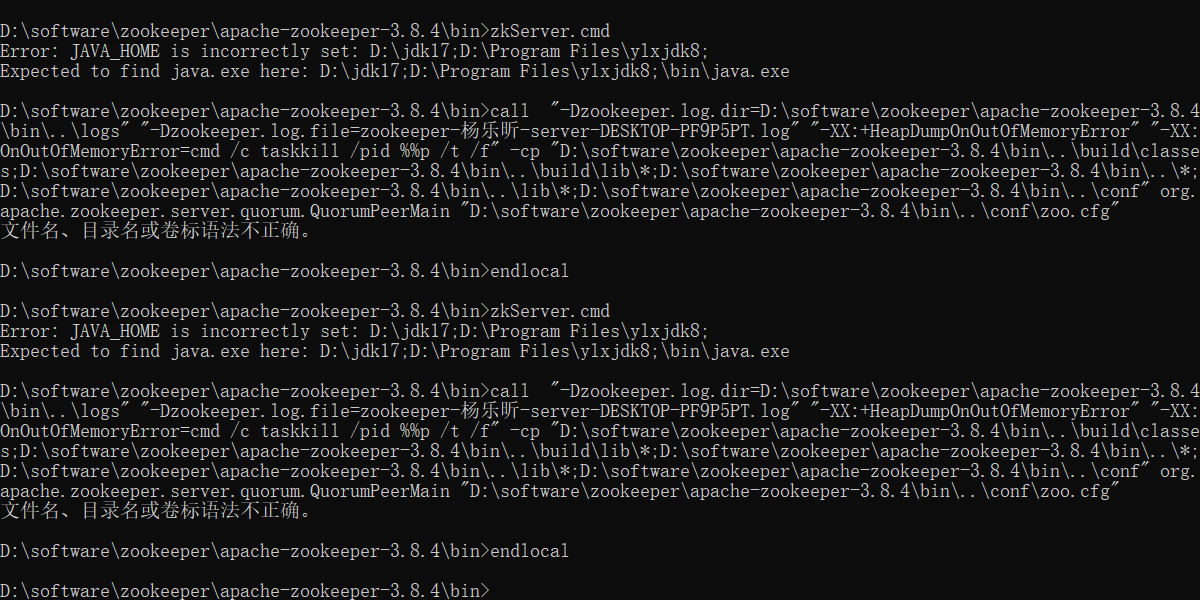 D:\software\zookeeper\apache-zookeeper-3.8.4\bin>zkServer.cmd
Error: JAVA_HOME is incorrectly set: D:\jdk17;D:\Program Files\ylxjdk8;
Expected to find java.exe here: D:\jdk17;D:\Program Files\ylxjdk8;\bin\java.exe
D:\software\zookeeper\apache-zookeeper-3.8.4\bin>call  "-Dzookeeper.log.dir=D:\software\zookeeper\apache-zookeeper-3.8.4
\bin\..\logs" "-Dzookeeper.log.file=zookeeper-杨乐昕-server-DESKTOP-PF9P5PT.log" "-XX:+HeapDumpOnOutOfMemoryError" "-XX:
OnOutOfMemoryError=cmd /c taskkill /pid %%p /t /f" -cp "D:\software\zookeeper\apache-zookeeper-3.8.4\bin\..\build\classe
s;D:\software\zookeeper\apache-zookeeper-3.8.4\bin\..\build\lib\*;D:\software\zookeeper\apache-zookeeper-3.8.4\bin\..\*;
D:\software\zookeeper\apache-zookeeper-3.8.4\bin\..\lib\*;D:\software\zookeeper\apache-zookeeper-3.8.4\bin\..\conf" org.
apache.zookeeper.server.quorum.QuorumPeerMain "D:\software\zookeeper\apache-zookeeper-3.8.4\bin\..\conf\zoo.cfg"
文件名、目录名或卷标语法不正确。
D:\software\zookeeper\apache-zookeeper-3.8.4\bin>endlocal
D:\software\zookeeper\apache-zookeeper-3.8.4\bin>zkServer.cmd
Error: JAVA_HOME is incorrectly set: D:\jdk17;D:\Program Files\ylxjdk8;
Expected to find java.exe here: D:\jdk17;D:\Program Files\ylxjdk8;\bin\java.exe
D:\software\zookeeper\apache-zookeeper-3.8.4\bin>call  "-Dzookeeper.log.dir=D:\software\zookeeper\apache-zookeeper-3.8.4
\bin\..\logs" "-Dzookeeper.log.file=zookeeper-杨乐昕-server-DESKTOP-PF9P5PT.log" "-XX:+HeapDumpOnOutOfMemoryError" "-XX:
OnOutOfMemoryError=cmd /c taskkill /pid %%p /t /f" -cp "D:\software\zookeeper\apache-zookeeper-3.8.4\bin\..\build\classe
s;D:\software\zookeeper\apache-zookeeper-3.8.4\bin\..\build\lib\*;D:\software\zookeeper\apache-zookeeper-3.8.4\bin\..\*;
D:\software\zookeeper\apache-zookeeper-3.8.4\bin\..\lib\*;D:\software\zookeeper\apache-zookeeper-3.8.4\bin\..\conf" org.
apache.zookeeper.server.quorum.QuorumPeerMain "D:\software\zookeeper\apache-zookeeper-3.8.4\bin\..\conf\zoo.cfg"
文件名、目录名或卷标语法不正确。
D:\software\zookeeper\apache-zookeeper-3.8.4\bin>endlocal
D:\software\zookeeper\apache-zookeeper-3.8.4\bin>